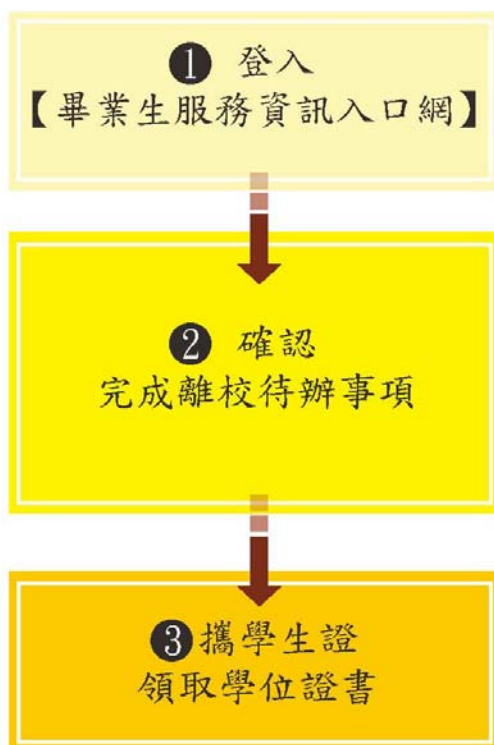 ❶ 登入
【畢業生服務資訊入口網】
❷ 確認
完成離校待辦事項
❸攜學生證
領取學位證書